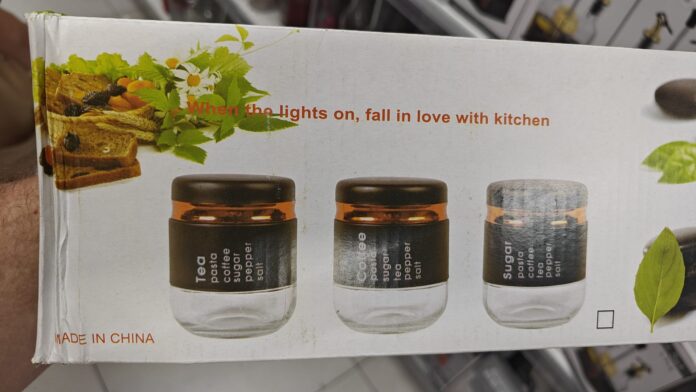 When the lights on, fall in love with kitchen
Tea
pasta
coffee
sugar
pepper
salt
Coffee
pasta
sugar
tea
pepper
salt
Sugar
pasta
coffee
tea
pepper
salt
MADE IN CHINA